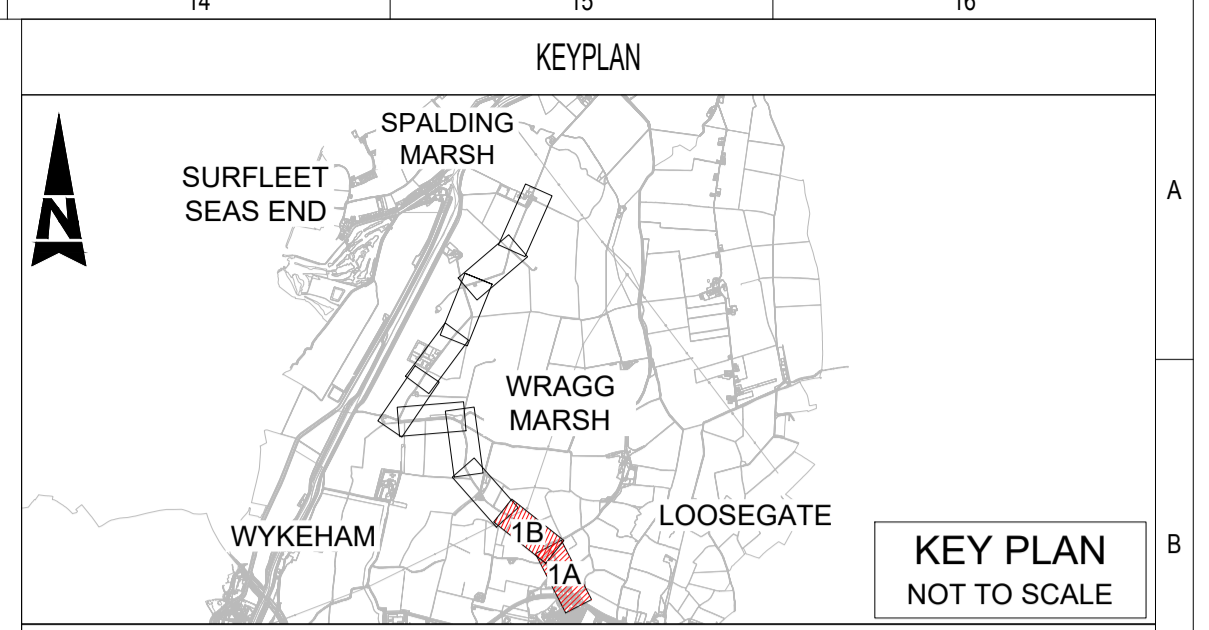 14
15
16
KEYPLAN
N
SPALDING
MARSH
SURFLEET
SEAS END
A
WRAGG
MARSH
WYKEHAM
1B
LOOSEGATE
1A
KEY PLAN
NOT TO SCALE
B